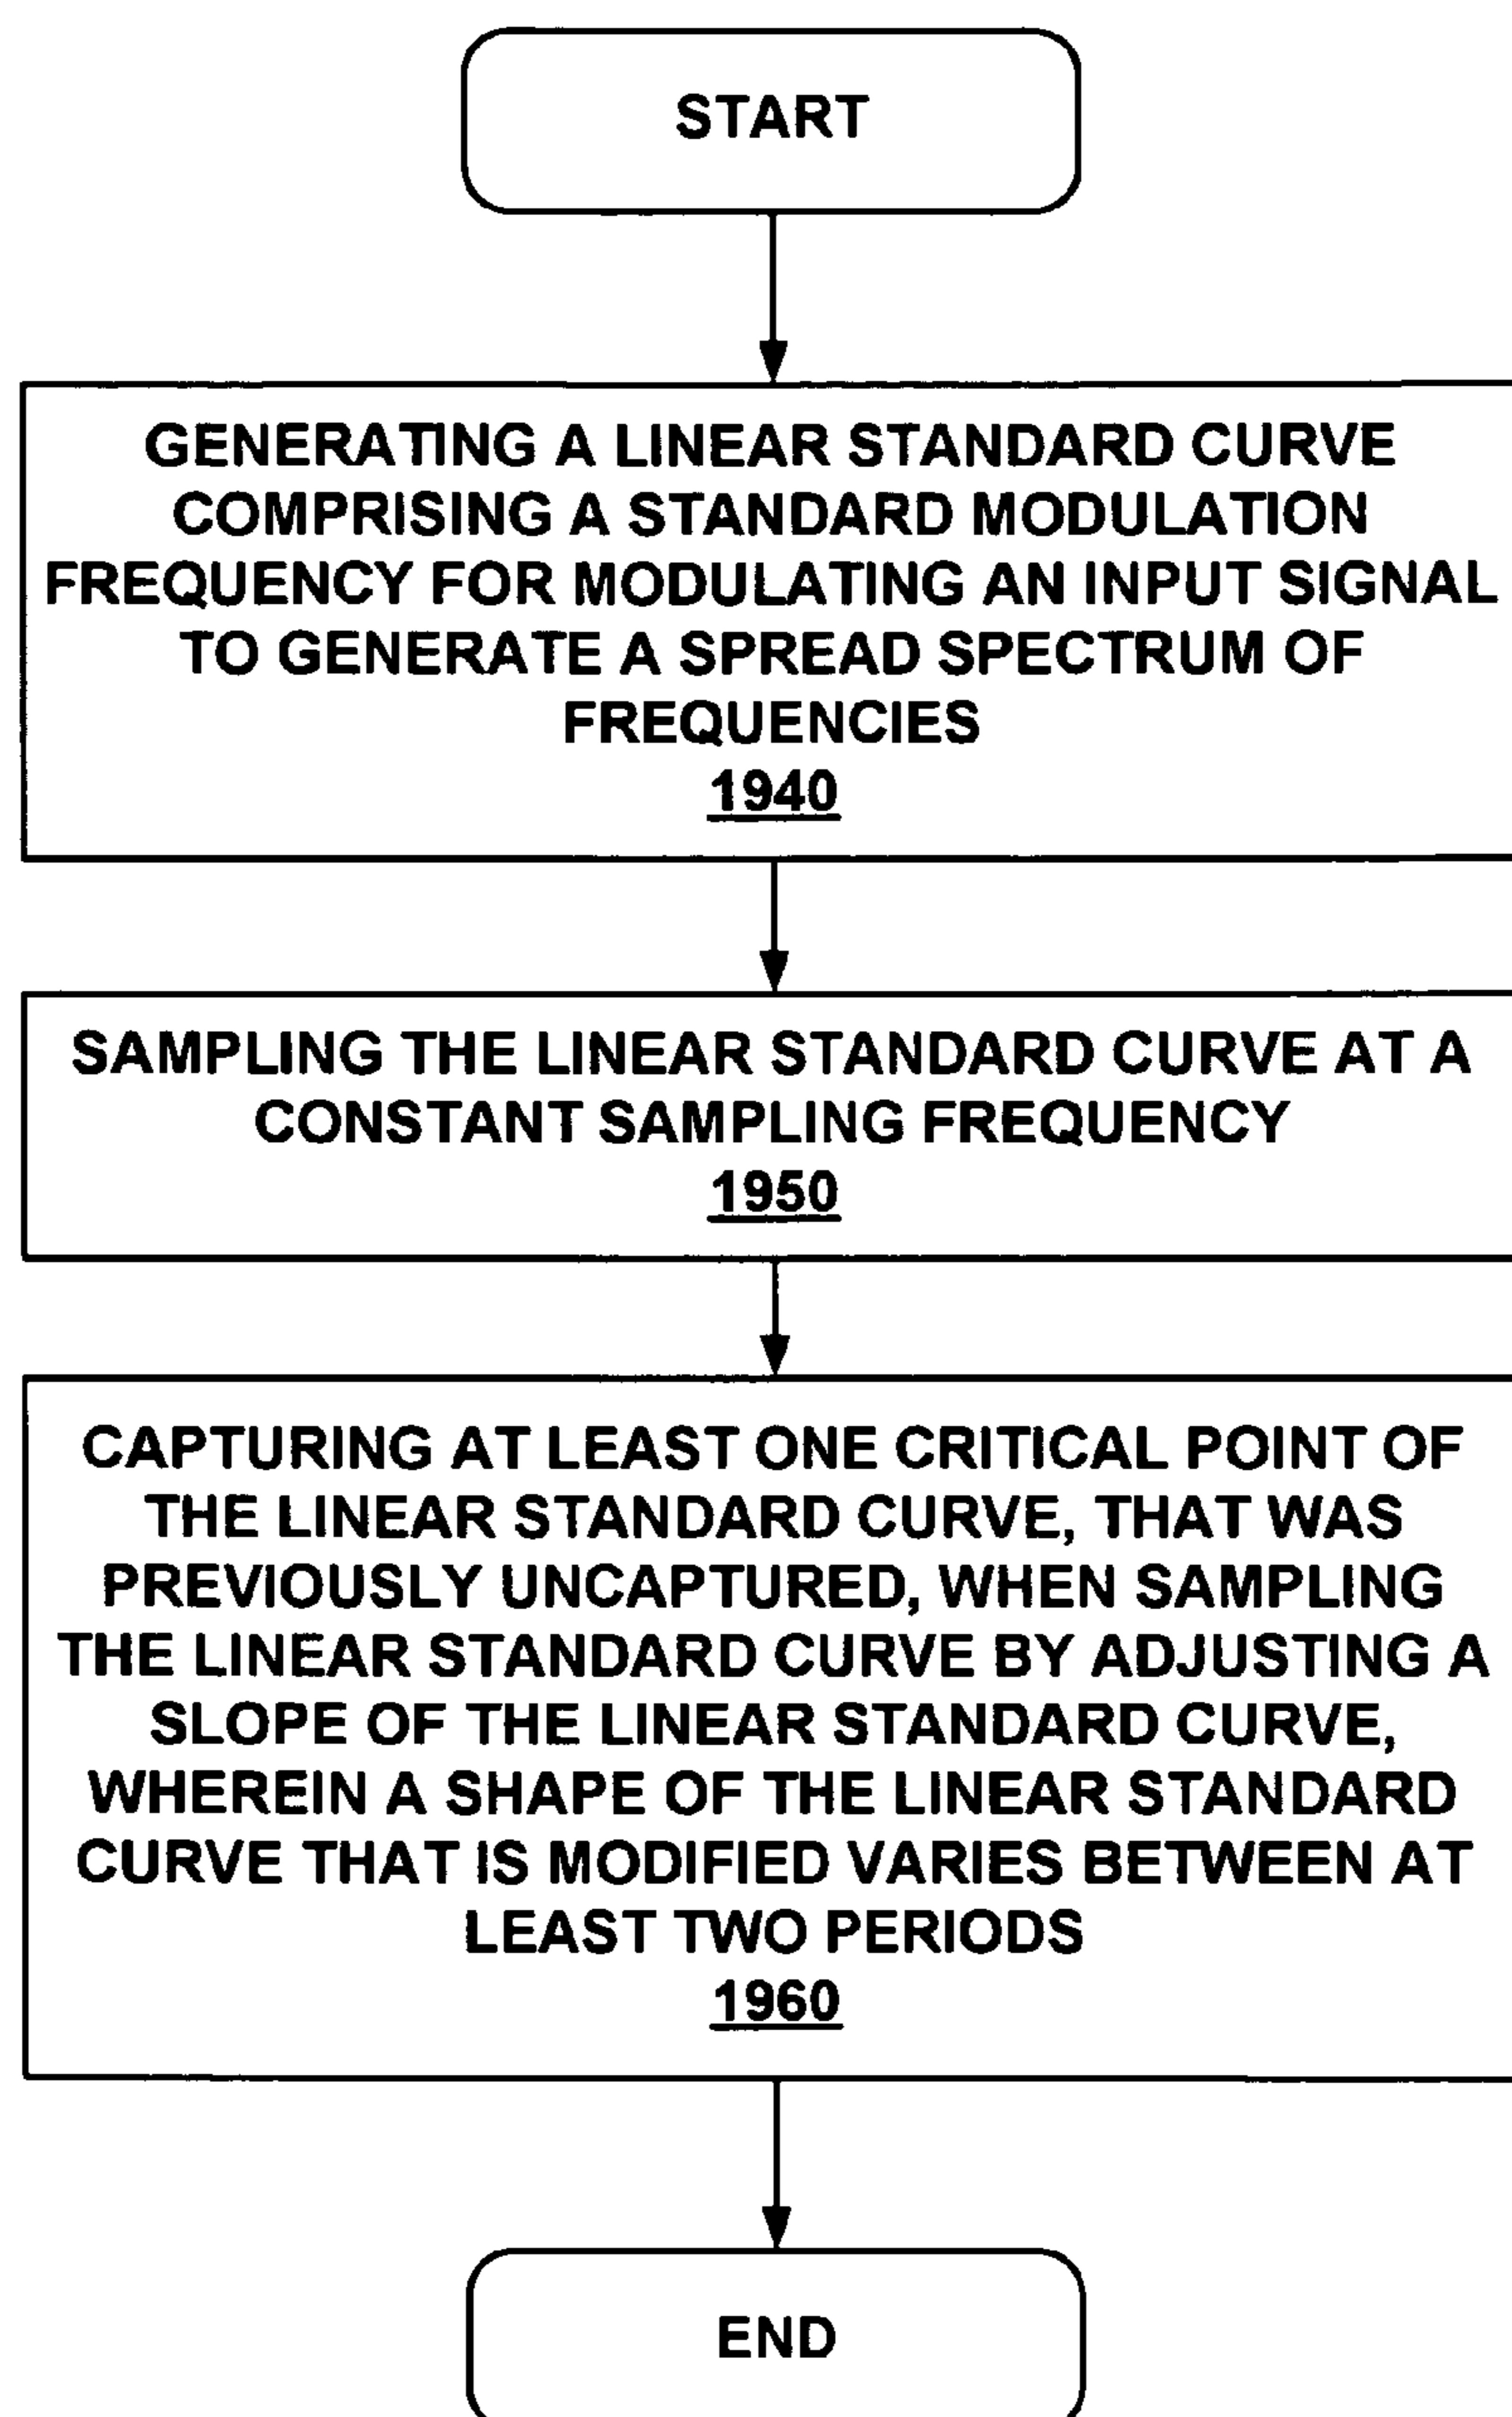 START
GENERATING A LINEAR STANDARD CURVE
COMPRISING A STANDARD MODULATION
FREQUENCY FOR MODULATING AN INPUT SIGNAL
TO GENERATE A SPREAD SPECTRUM OF
FREQUENCIES
1940
SAMPLING THE LINEAR STANDARD CURVE AT A
CONSTANT SAMPLING FREQUENCY
1950
CAPTURING AT LEAST ONE CRITICAL POINT OF
THE LINEAR STANDARD CURVE, THAT WAS
PREVIOUSLY UNCAPTURED, WHEN SAMPLING
THE LINEAR STANDARD CURVE BY ADJUSTING A
SLOPE OF THE LINEAR STANDARD CURVE,
WHEREIN A SHAPE OF THE LINEAR STANDARD
CURVE THAT IS MODIFIED VARIES BETWEEN AT
LEAST TWO PERIODS
1960
END